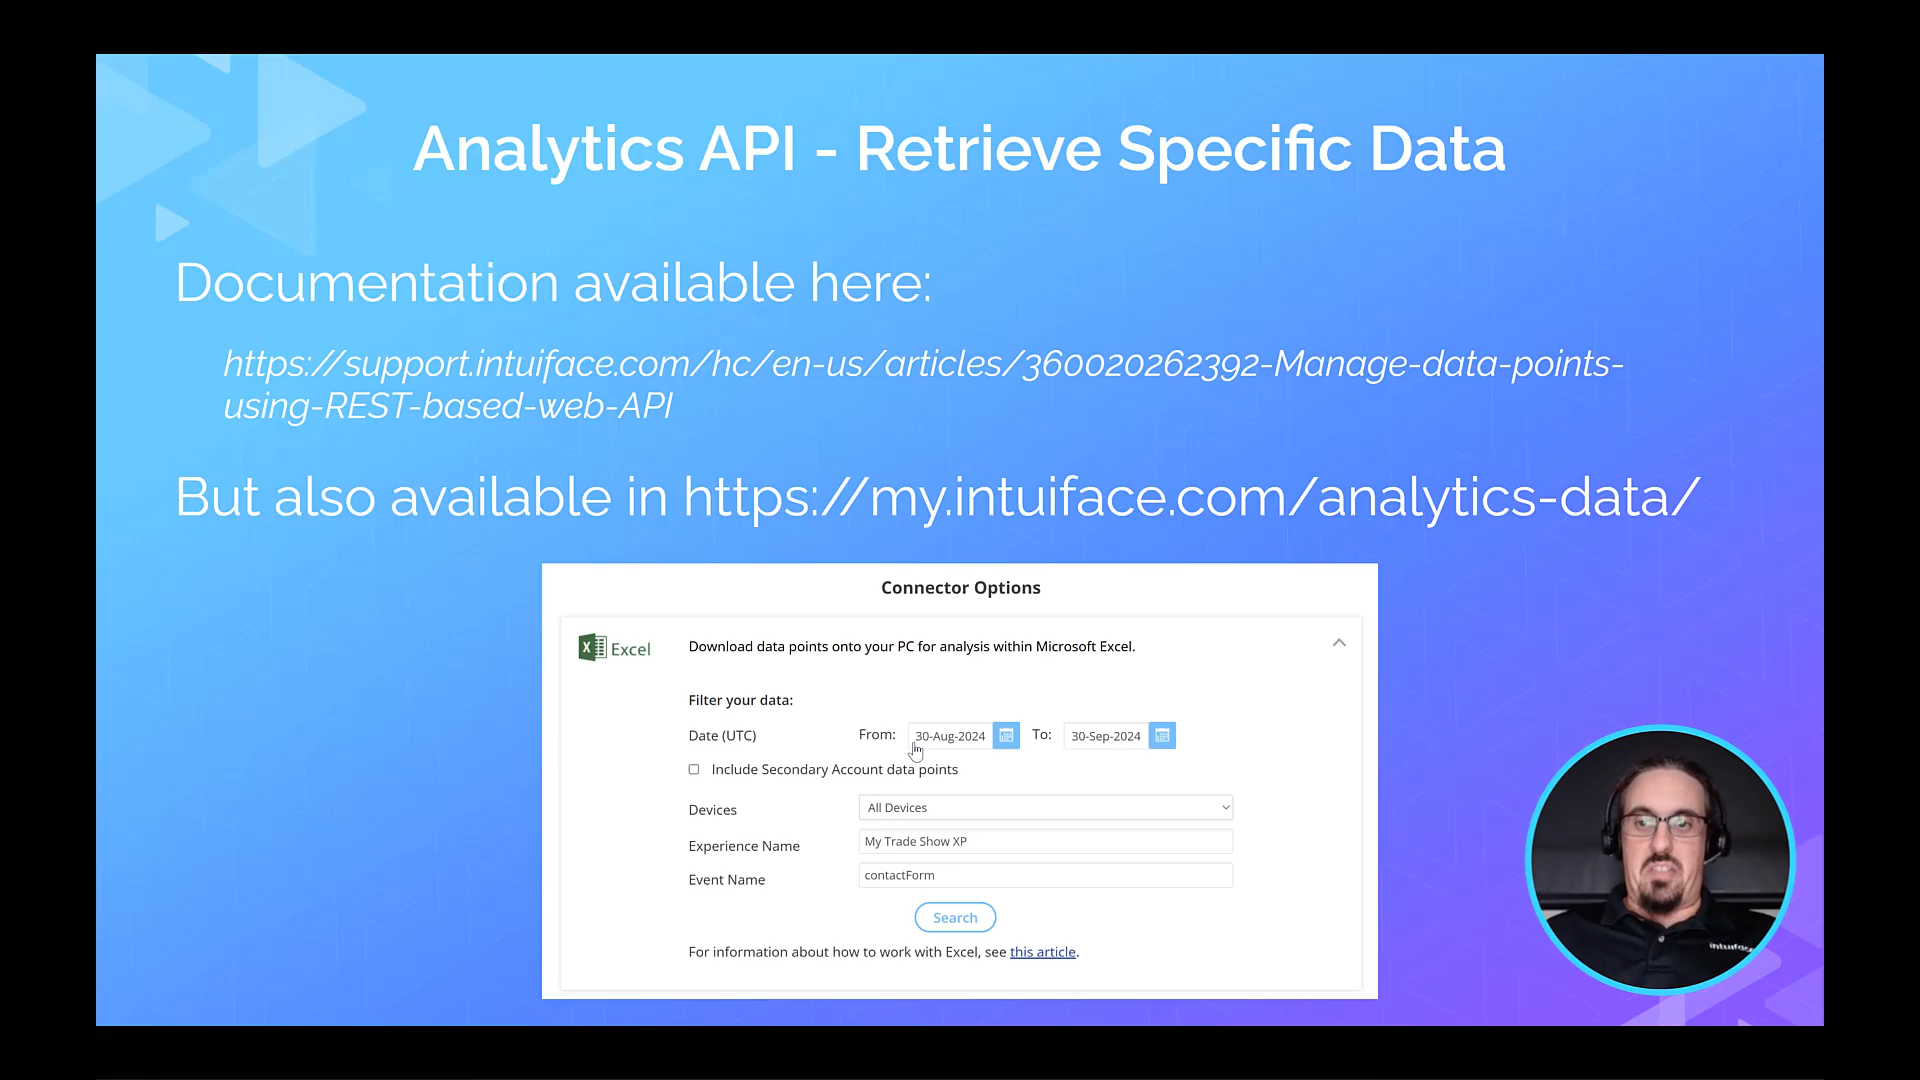 Analytics API - Retrieve Specific Data
Documentation available here:
https://support.intuiface.com/hc/en-us/articles/360020262392-Manage-data-points-
using-REST-based-web-API
But also available in https://my.intuiface.com/analytics-data/
Connector Options
Excel
Download data points onto your PC for analysis within Microsoft Excel.
Filter your data:
Date (UTC) From: 30-Aug-2024 To: 30-Sep-2024
Include Secondary Account data points
Devices All Devices
Experience Name My Trade Show XP
Event Name contactForm
Search
For information about how to work with Excel, see this article.
intuiface